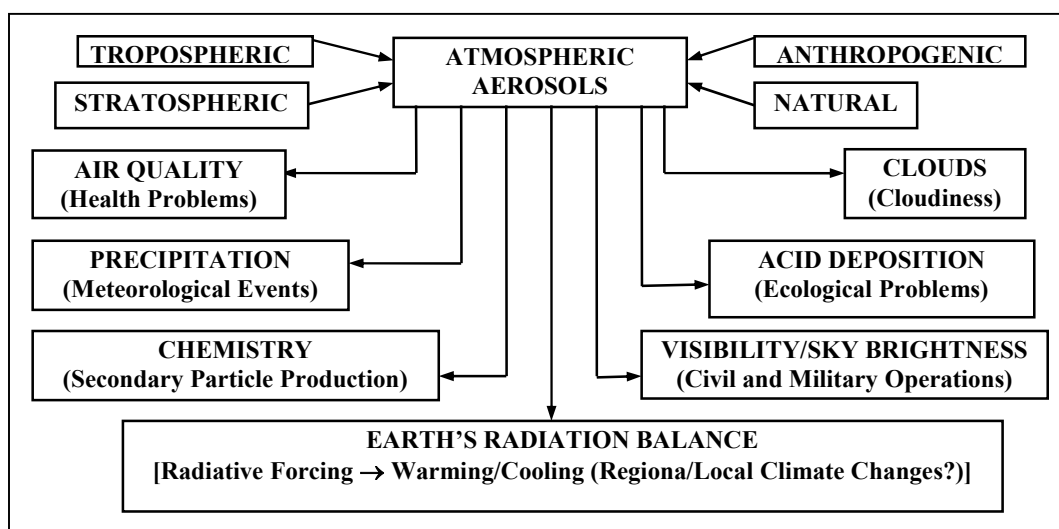 TROPOSPHERIC
STRATOSPHERIC
ATMOSPHERIC
AEROSOLS
ANTHROPOGENIC
NATURAL
AIR QUALITY
(Health Problems)
CLOUDS
(Cloudiness)
PRECIPITATION
(Meteorological Events)
ACID DEPOSITION
(Ecological Problems)
CHEMISTRY
(Secondary Particle Production)
VISIBILITY/SKY BRIGHTNESS
(Civil and Military Operations)
EARTH’S RADIATION BALANCE
[Radiative Forcing → Warming/Cooling (Regiona/Local Climate Changes?)]